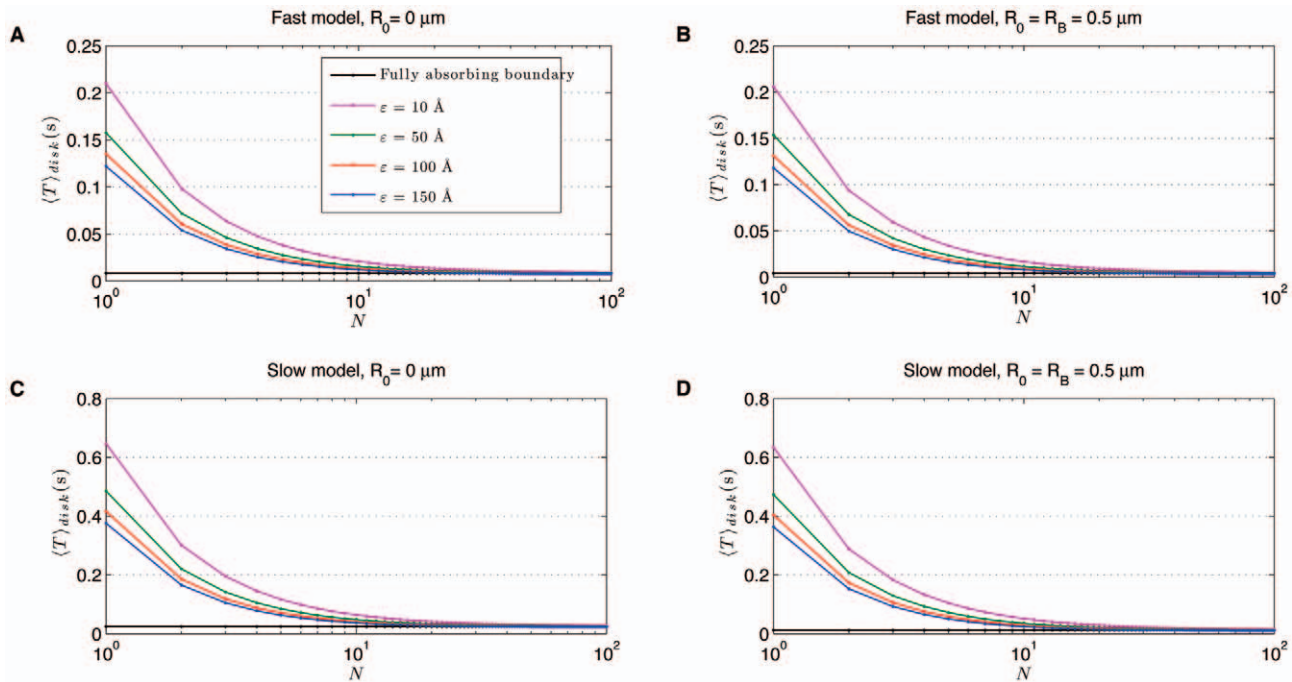 A
Fast model, R₀= 0 μm
⟨T⟩disk(s)
0.25
0.2
0.15
0.1
0.05
0
10⁰
10¹
10²
N
Fully absorbing boundary
ε = 10 Å
ε = 50 Å
ε = 100 Å
ε = 150 Å
B
Fast model, R₀ = R_B = 0.5 μm
⟨T⟩disk(s)
0.25
0.2
0.15
0.1
0.05
0
10⁰
10¹
10²
N
C
Slow model, R₀= 0 μm
⟨T⟩disk(s)
0.8
0.6
0.4
0.2
0
10⁰
10¹
10²
N
D
Slow model, R₀ = R_B = 0.5 μm
⟨T⟩disk(s)
0.8
0.6
0.4
0.2
0
10⁰
10¹
10²
N